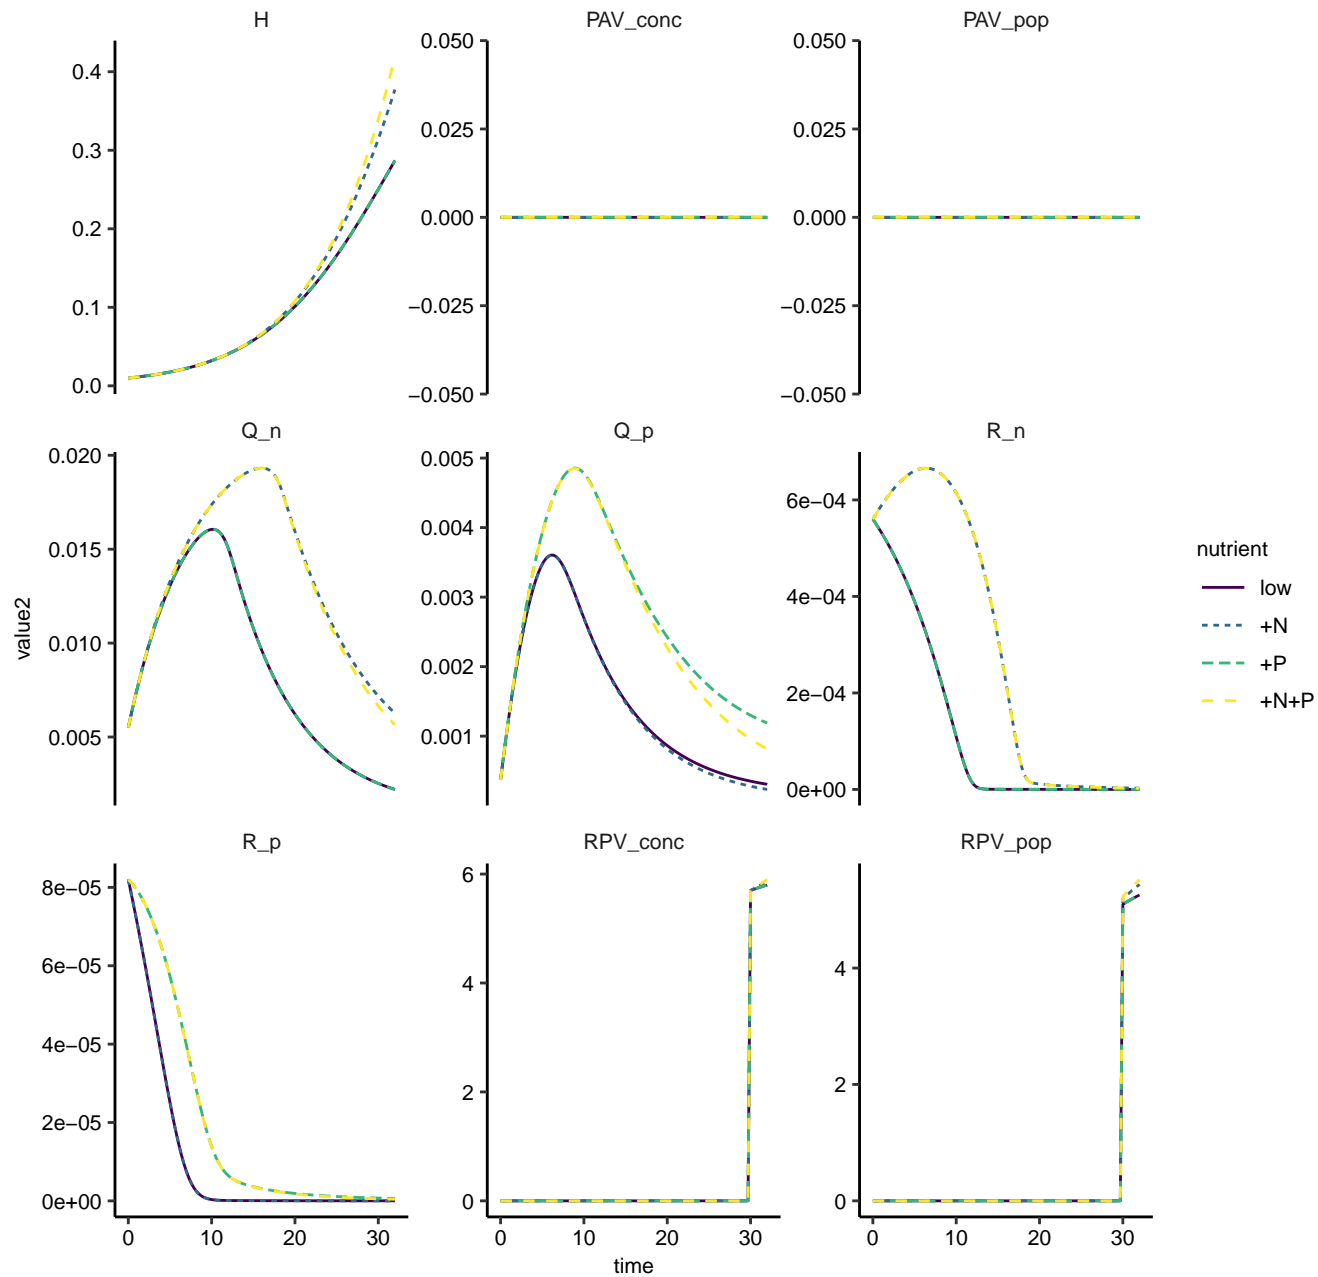 H
PAV_conc
PAV_pop
0.4
0.3
0.2
0.1
0.0
0.050
0.025
0.000
−0.025
−0.050
0.050
0.025
0.000
−0.025
−0.050
Q_n
Q_p
R_n
0.020
0.015
0.010
0.005
0.005
0.004
0.003
0.002
0.001
6e−04
4e−04
2e−04
0e+00
value2
nutrient
low
+N
+P
+N+P
R_p
RPV_conc
RPV_pop
8e−05
6e−05
4e−05
2e−05
0e+00
6
4
2
0
4
2
0
0 10 20 30
0 10 20 30
0 10 20 30
time